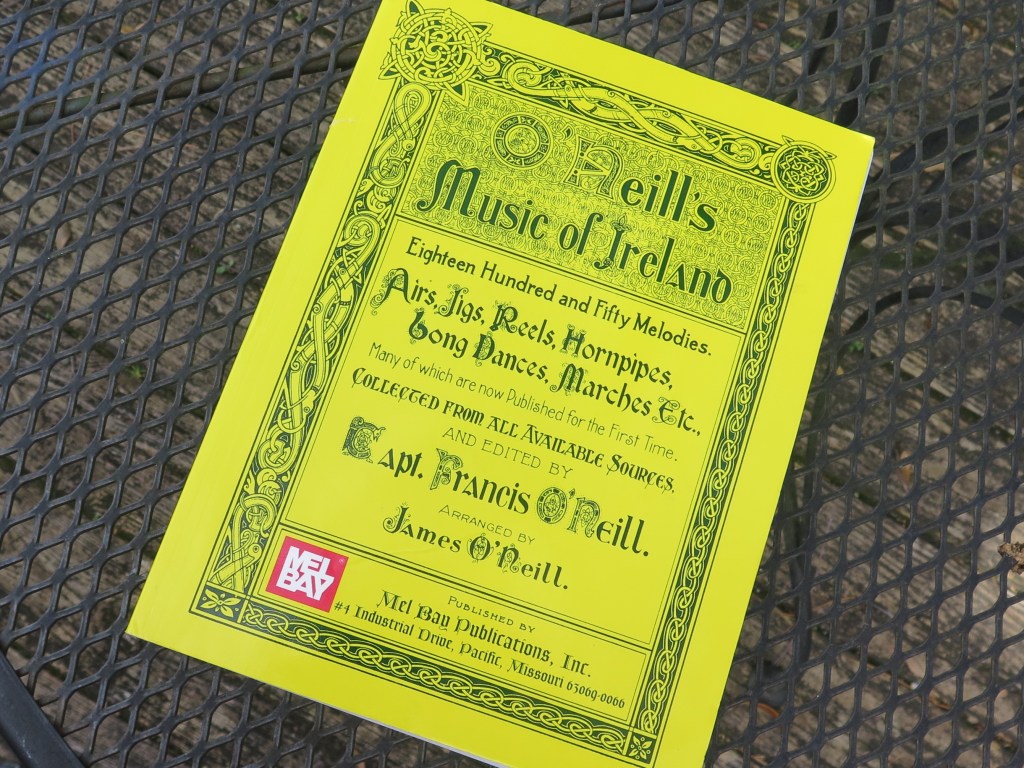 O'Neill's
Music of Ireland
Eighteen Hundred and Fifty Melodies.
Airs, Jigs, Reels, Hornpipes,
Long Dances, Marches Etc.,
Many of which are now Published for the First Time.
Collected from all Available Sources.
AND EDITED BY
Capt. Francis O'Neill.
ARRANGED BY
James O'Neill.
MEL
BAY
PUBLISHED BY
Mel Bay Publications, Inc.
#4 Industrial Drive, Pacific, Missouri 63069-0066